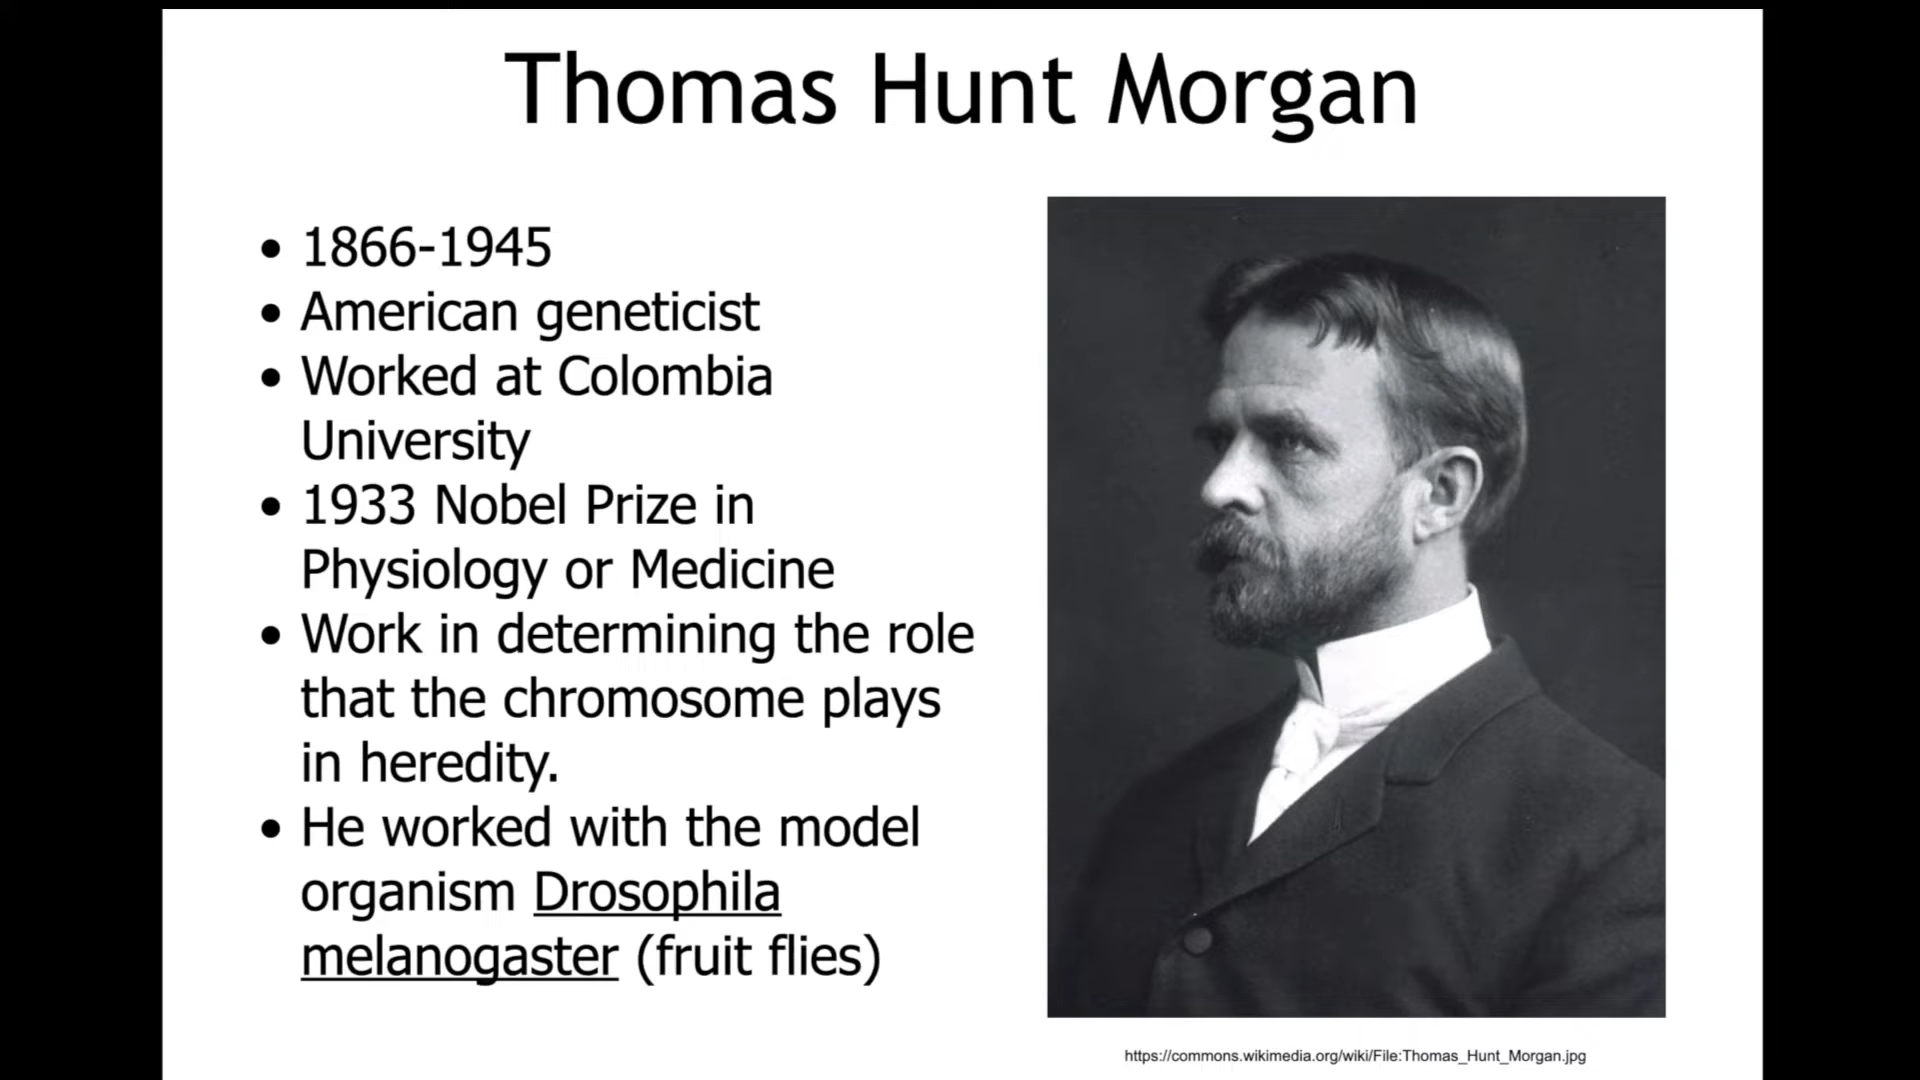 Thomas Hunt Morgan
• 1866-1945
• American geneticist
• Worked at Colombia
University
• 1933 Nobel Prize in
Physiology or Medicine
• Work in determining the role
that the chromosome plays
in heredity.
• He worked with the model
organism Drosophila
melanogaster (fruit flies)
https://commons.wikimedia.org/wiki/File:Thomas_Hunt_Morgan.jpg